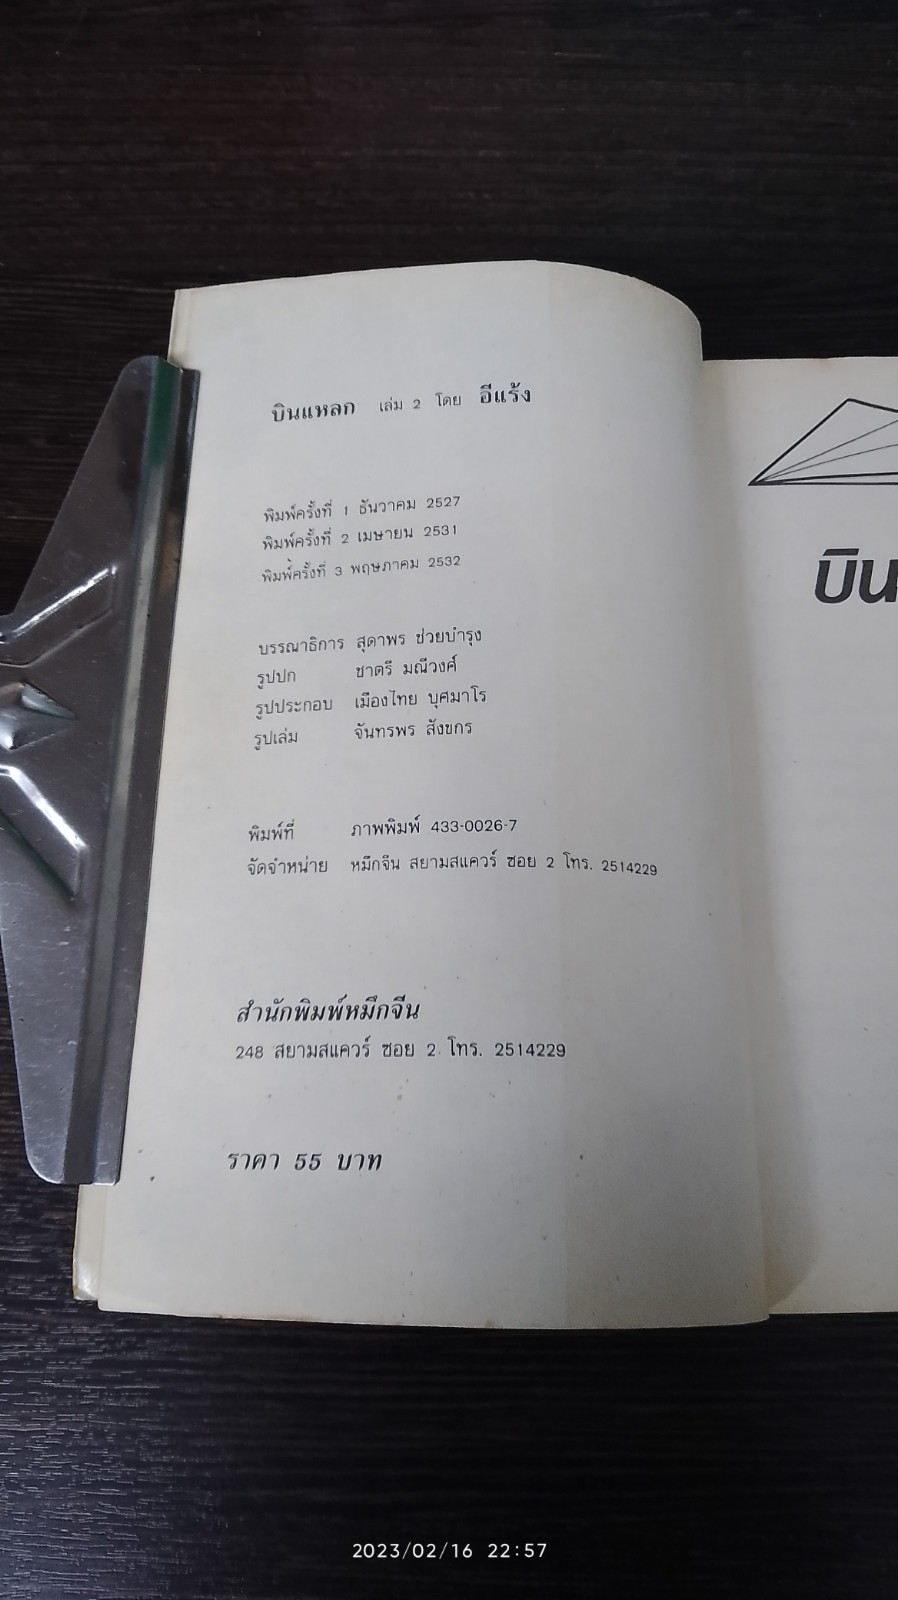 บินแหลก เล่ม 2 โดย อีแร้ง
พิมพ์ครั้งที่ 1 ธันวาคม 2527
พิมพ์ครั้งที่ 2 เมษายน 2531
พิมพ์ครั้งที่ 3 พฤษภาคม 2532
บรรณาธิการ สุดาพร ช่วยบำรุง
รูปปก ชาตรี มณีวงศ์
รูปประกอบ เมืองไทย บุศมาโร
รูปเล่ม จันทรพร สังขกร
พิมพ์ที่ ภาพพิมพ์ 433-0026-7
จัดจำหน่าย หมึกจีน สยามสแควร์ ซอย 2 โทร. 2514229
สำนักพิมพ์หมึกจีน
248 สยามสแควร์ ซอย 2 โทร. 2514229
ราคา 55 บาท
บิน
2023/02/16 22:57